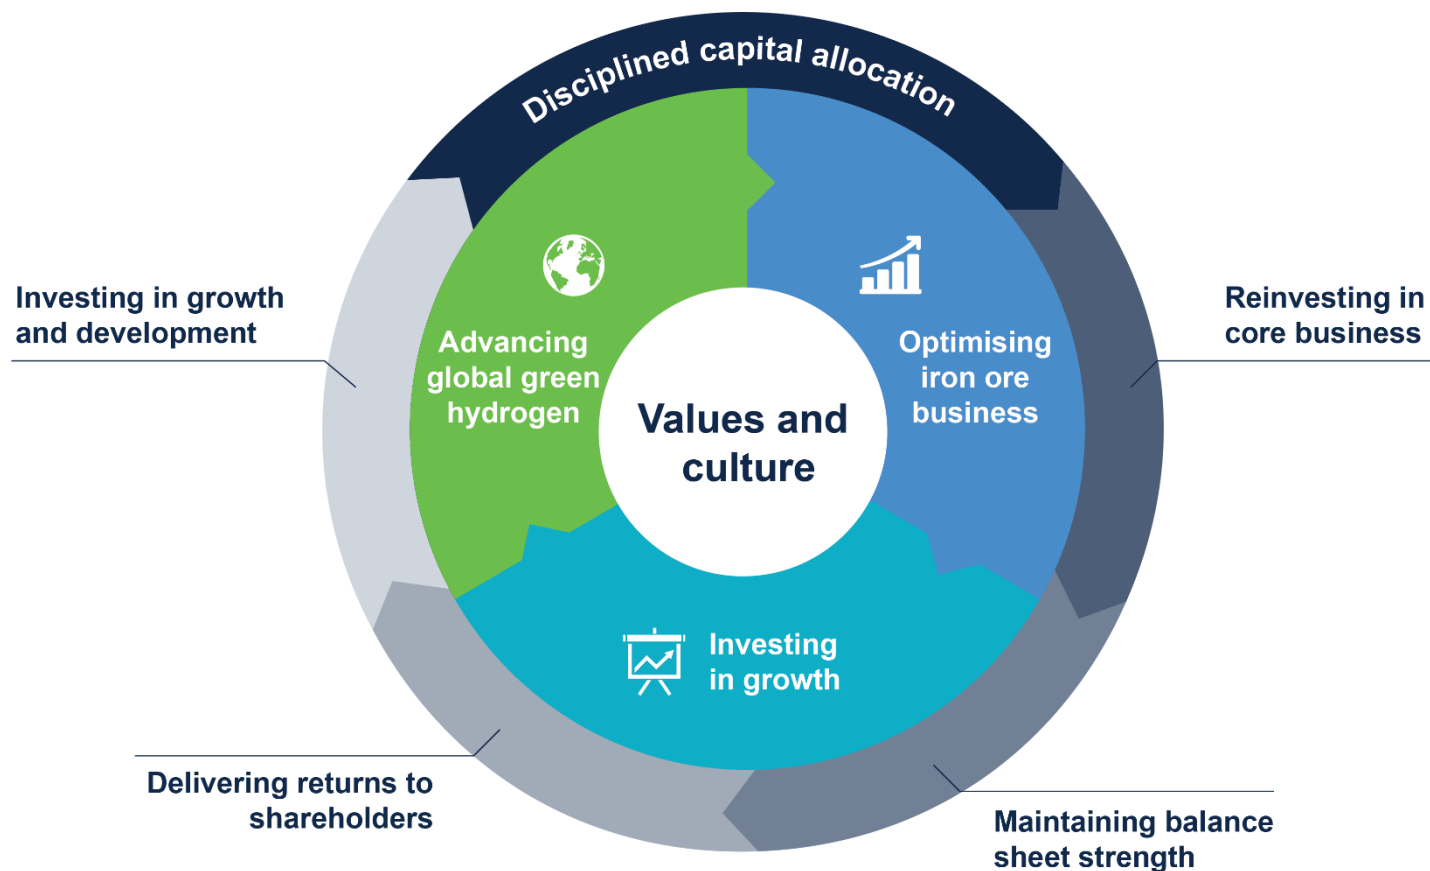 Disciplined capital allocation
Investing in growth
and development
Advancing
global green
hydrogen
Values and
culture
Optimising
iron ore
business
Reinvesting in
core business
Investing
in growth
Delivering returns to
shareholders
Maintaining balance
sheet strength